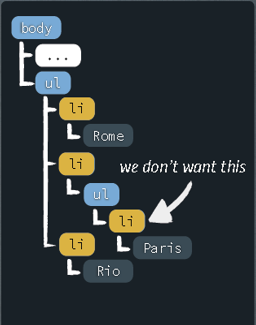 body
...
ul
li
Rome
li
we don't want this
ul
li
Paris
li
Rio